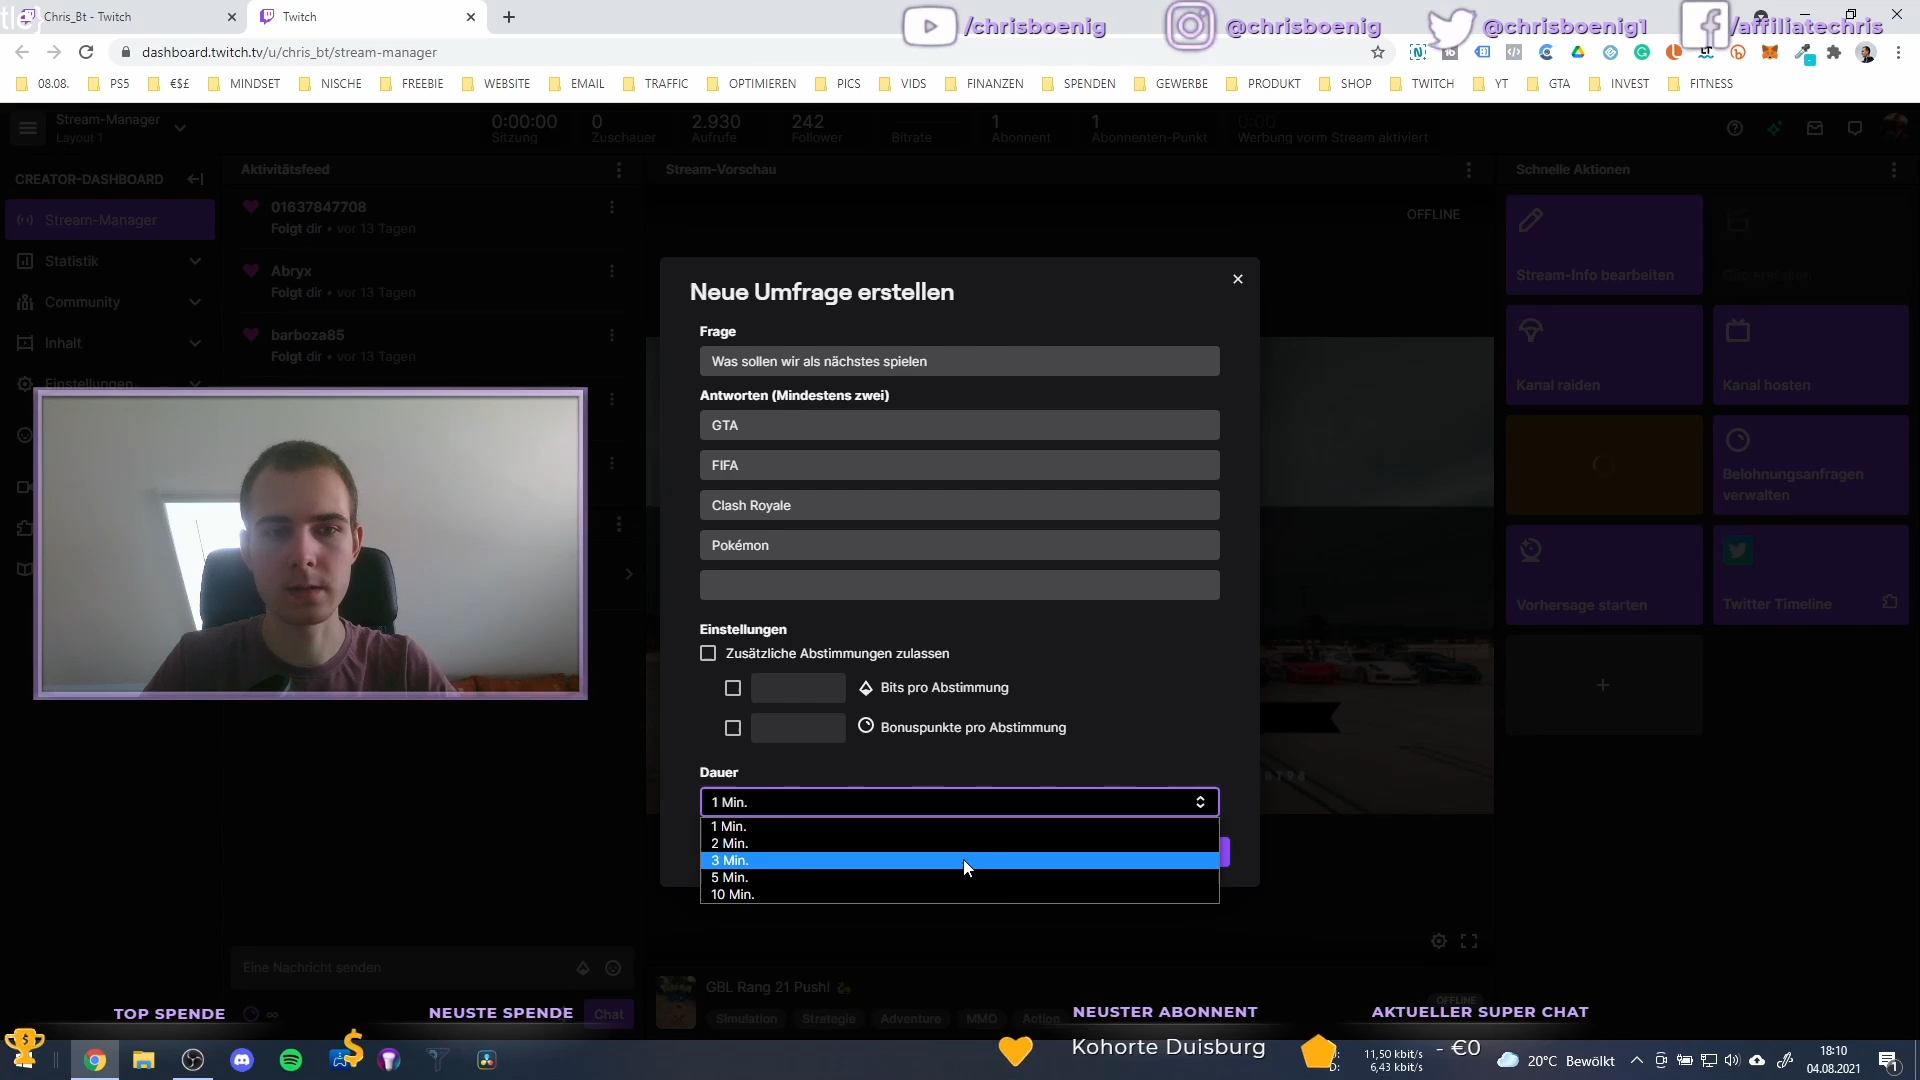 Chris_Bt - Twitch
Twitch
/chrisboenig
@chrisboenig
@chrisboenig1
/affiliatechris
dashboard.twitch.tv/u/chris_bt/stream-manager
08.08.
PS5
€$£
MINDSET
NISCHE
FREEBIE
WEBSITE
EMAIL
TRAFFIC
OPTIMIEREN
PICS
VIDS
FINANZEN
SPENDEN
GEWERBE
PRODUKT
SHOP
TWITCH
YT
GTA
INVEST
FITNESS
Stream-Manager
Layout 1
0:00:00
Sitzung
0
Zuschauer
2.930
Aufrufe
242
Follower
Bitrate
1
Abonnent
1
Abonnenten-Punkt
0:00
Werbung vorm Stream aktiviert
CREATOR-DASHBOARD
Stream-Manager
Statistik
Community
Inhalt
Einstellungen
Aktivitätsfeed
01637847708
Folgt dir • vor 13 Tagen
Abryx
Folgt dir • vor 13 Tagen
barboza85
Folgt dir • vor 13 Tagen
Stream-Vorschau
OFFLINE
Schnelle Aktionen
Stream-Info bearbeiten
Clip erstellen
Kanal raiden
Kanal hosten
Belohnungsanfragen
verwalten
Vorhersage starten
Twitter Timeline
Neue Umfrage erstellen
Frage
Was sollen wir als nächstes spielen
Antworten (Mindestens zwei)
GTA
FIFA
Clash Royale
Pokémon
Einstellungen
Zusätzliche Abstimmungen zulassen
Bits pro Abstimmung
Bonuspunkte pro Abstimmung
Dauer
1 Min.
1 Min.
2 Min.
3 Min.
5 Min.
10 Min.
Eine Nachricht senden
Chat
GBL Rang 21 Push!
Simulation
Strategie
Adventure
MMO
Action
OFFLINE
TOP SPENDE
NEUSTE SPENDE
NEUSTER ABONNENT
AKTUELLER SUPER CHAT
Kohorte Duisburg
- €0
11,50 kbit/s
D: 6,43 kbit/s
20°C Bewölkt
18:10
04.08.2021
1